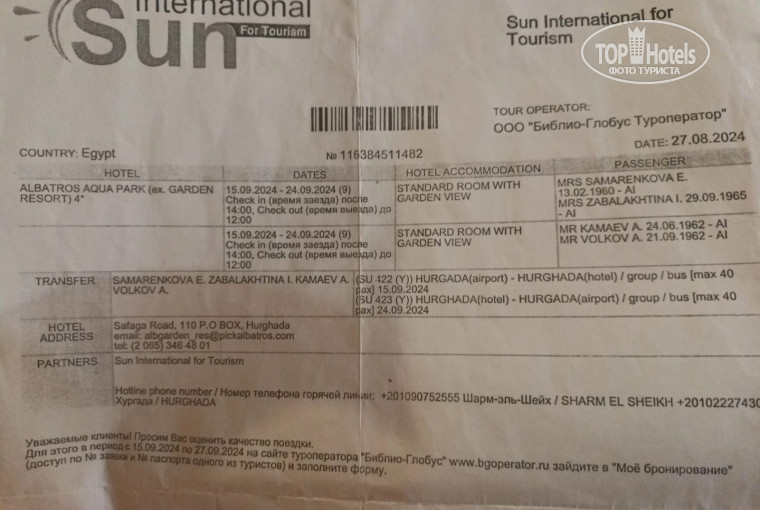 International
Sun
For Tourism
Sun International for
Tourism
TOP Hotels
ФОТО ТУРИСТА
TOUR OPERATOR:
ООО "Библио-Глобус Туроператор"
COUNTRY: Egypt
№ 116384511482
DATE: 27.08.2024
HOTEL
DATES
HOTEL ACCOMMODATION
PASSENGER
ALBATROS AQUA PARK (ex. GARDEN
RESORT) 4*
15.09.2024 - 24.09.2024 (9)
Check in (время заезда) после
14:00, Check out (время выезда) до
12:00
STANDARD ROOM WITH
GARDEN VIEW
MRS SAMARENKOVA E.
13.02.1960 - AI
MRS ZABALAKHTINA I. 29.09.1965
- AI
15.09.2024 - 24.09.2024 (9)
Check in (время заезда) после
14:00, Check out (время выезда) до
12:00
STANDARD ROOM WITH
GARDEN VIEW
MR KAMAEV A. 24.06.1962 - AI
MR VOLKOV A. 21.09.1962 - AI
TRANSFER
SAMARENKOVA E. ZABALAKHTINA I. KAMAEV A.
VOLKOV A.
(SU 422 (Y)) HURGADA(airport) - HURGHADA(hotel) / group / bus [max 40
pax] 15.09.2024
(SU 423 (Y)) HURGHADA(hotel) - HURGADA(airport) / group / bus [max 40
pax] 24.09.2024
HOTEL
ADDRESS
Safaga Road, 110 P.O BOX, Hurghada
email: albgarden_res@pickalbatros.com
tel: (2 065) 346 48 01
PARTNERS
Sun International for Tourism
Hotline phone number / Номер телефона горячей линии: +201090752555 Шарм-эль-Шейх / SHARM EL SHEIKH +20102227430
Хургада / HURGHADA
Уважаемые клиенты! Просим Вас оценить качество поездки.
Для этого в период с 15.09.2024 по 27.09.2024 на сайте туроператора "Библио-Глобус" www.bgoperator.ru зайдите в "Моё бронирование"
(доступ по № заявки и № паспорта одного из туристов) и заполните форму.